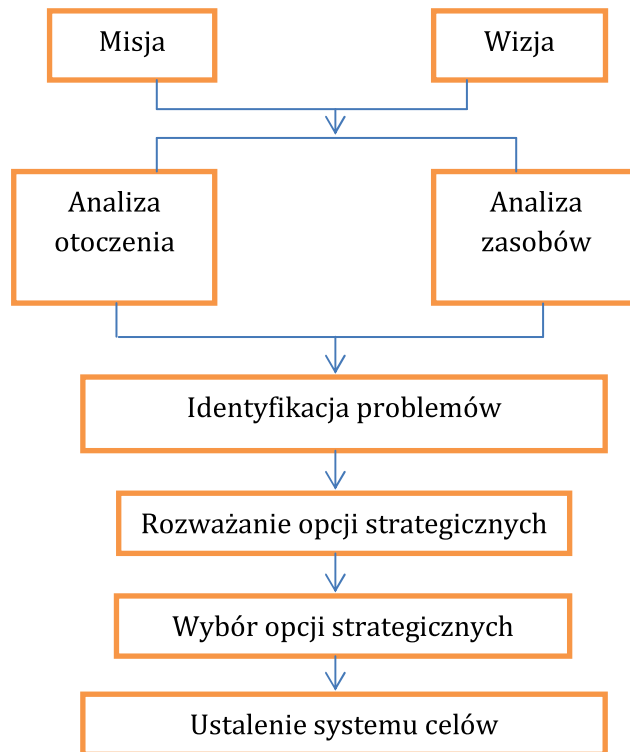 Misja
Wizja
Analiza
otoczenia
Analiza
zasobów
Identyfikacja problemów
Rozważanie opcji strategicznych
Wybór opcji strategicznych
Ustalenie systemu celów